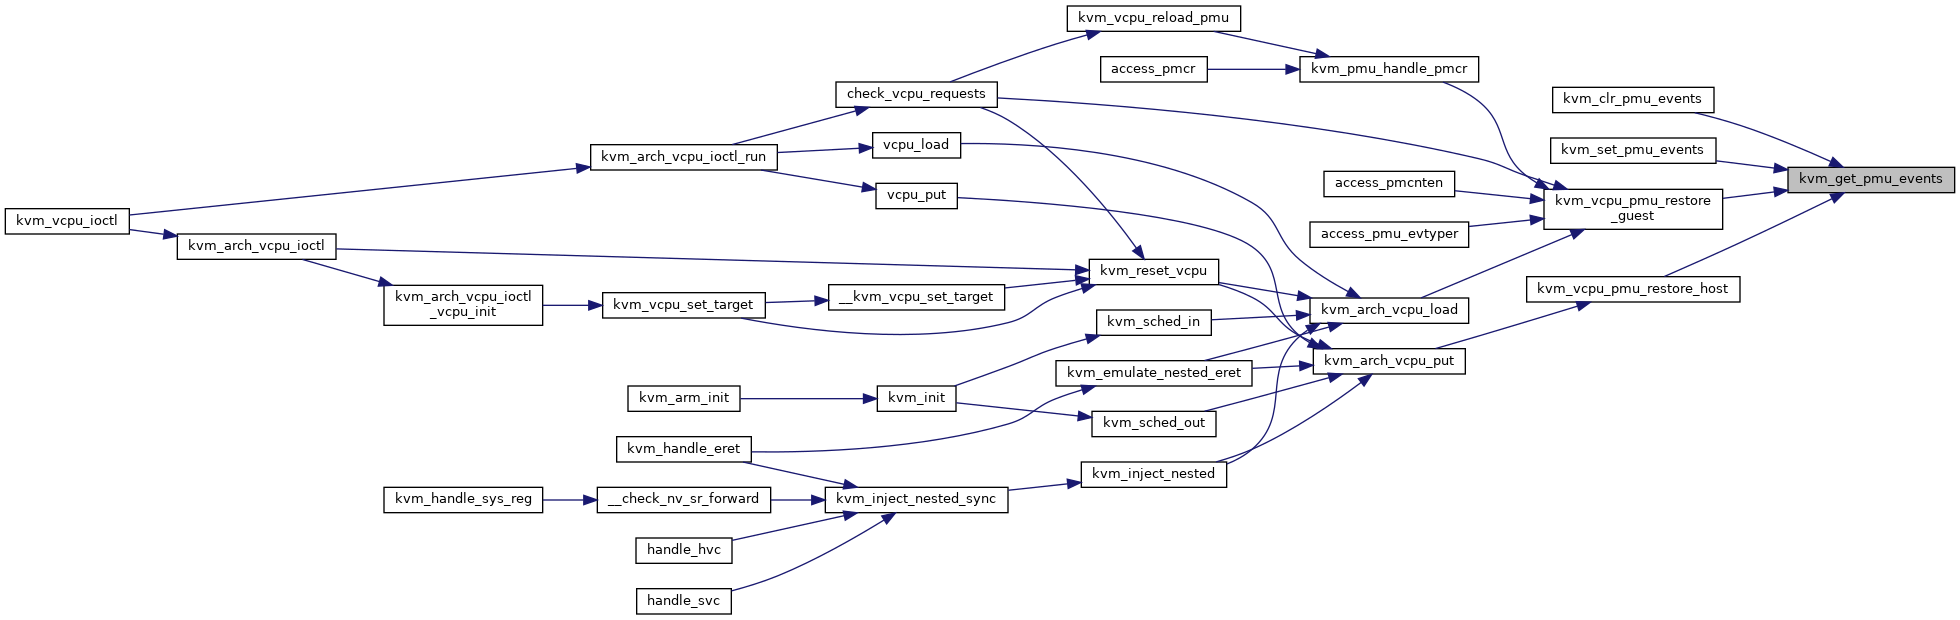 kvm_vcpu_reload_pmu
access_pmcr
kvm_pmu_handle_pmcr
check_vcpu_requests
kvm_clr_pmu_events
vcpu_load
kvm_set_pmu_events
kvm_arch_vcpu_ioctl_run
kvm_get_pmu_events
access_pmcnten
vcpu_put
kvm_vcpu_pmu_restore
_guest
kvm_vcpu_ioctl
access_pmu_evtyper
kvm_arch_vcpu_ioctl
kvm_reset_vcpu
kvm_vcpu_pmu_restore_host
kvm_arch_vcpu_ioctl
_vcpu_init
__kvm_vcpu_set_target
kvm_vcpu_set_target
kvm_arch_vcpu_load
kvm_sched_in
kvm_arch_vcpu_put
kvm_emulate_nested_eret
kvm_arm_init
kvm_init
kvm_sched_out
kvm_handle_eret
kvm_inject_nested
kvm_handle_sys_reg
__check_nv_sr_forward
kvm_inject_nested_sync
handle_hvc
handle_svc